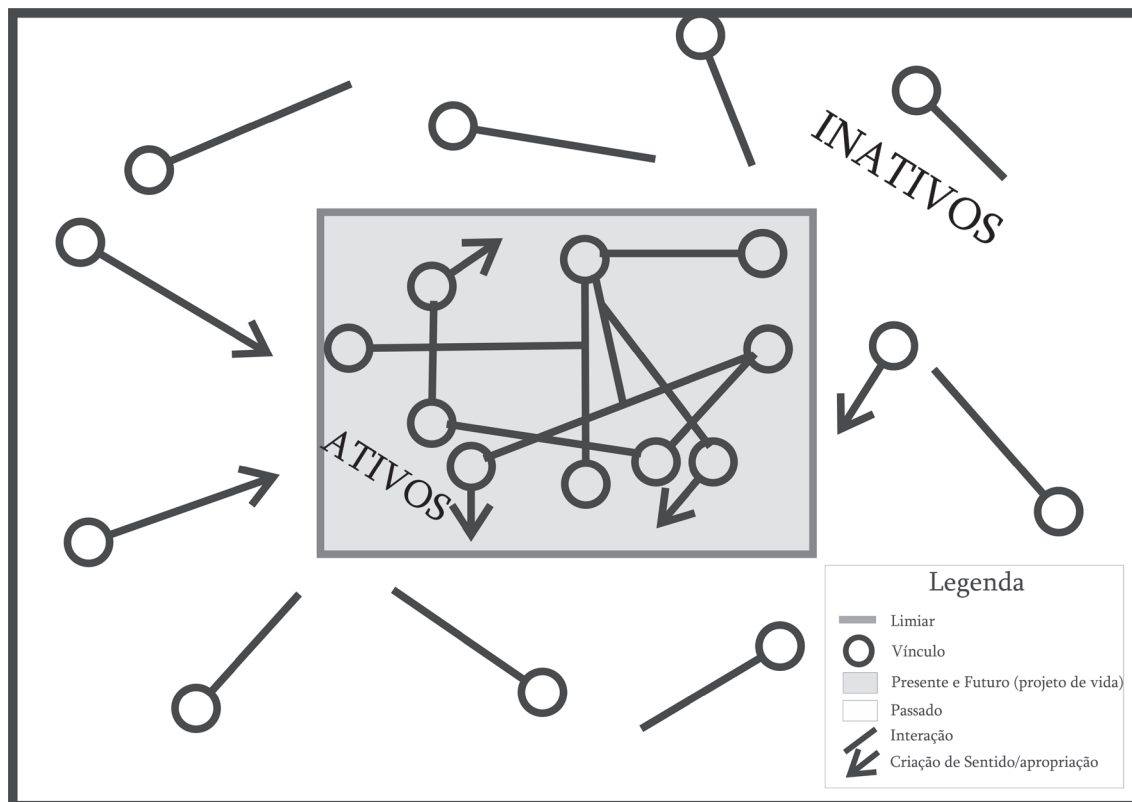 INATIVOS
ATIVOS
Legenda
Limiar
Vínculo
Presente e Futuro (projeto de vida)
Passado
Interação
Criação de Sentido/apropriação